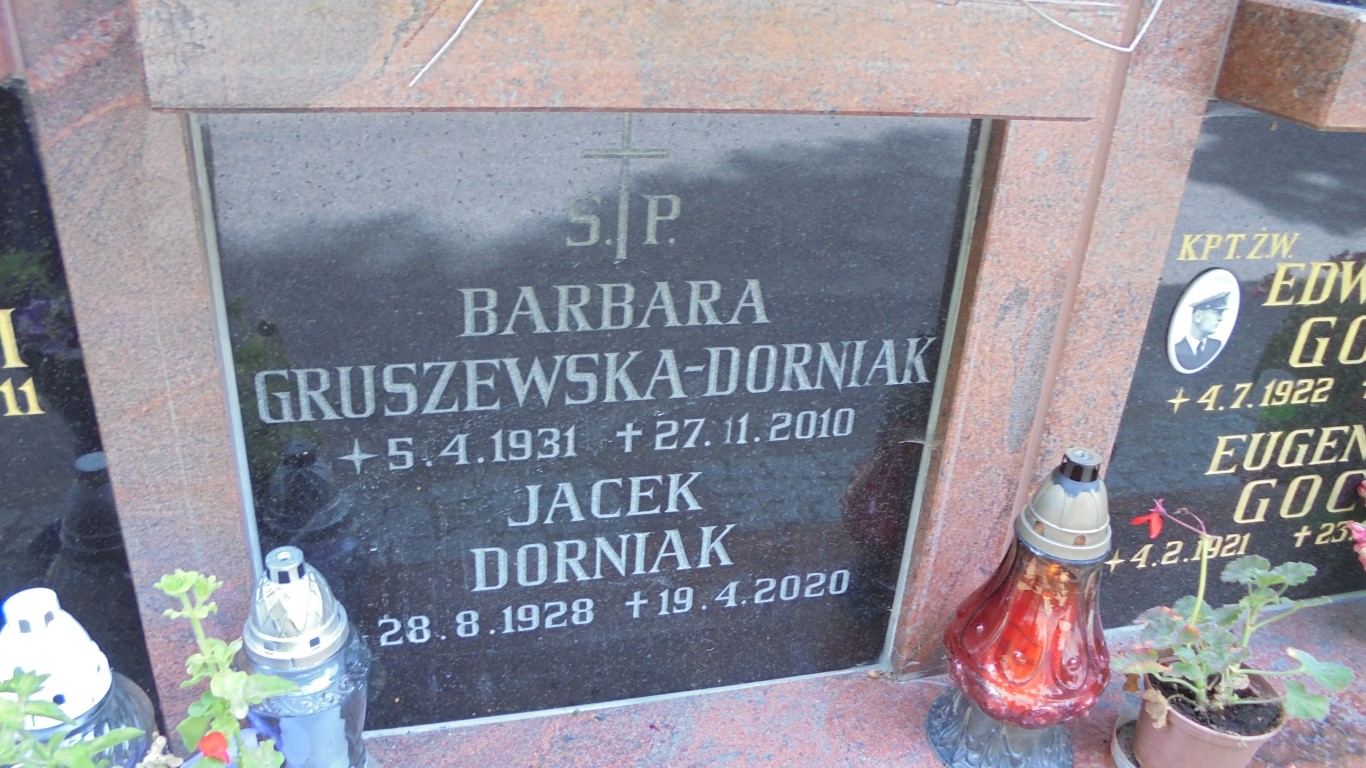 S.P.
BARBARA
GRUSZEWSKA-DORNIAK
5.4.1931 ✝27.11.2010
JACEK
DORNIAK
28.8.1928 ✝19.4.2020
KPT. Ż.W.
4.7.1922
4.2.1921
11